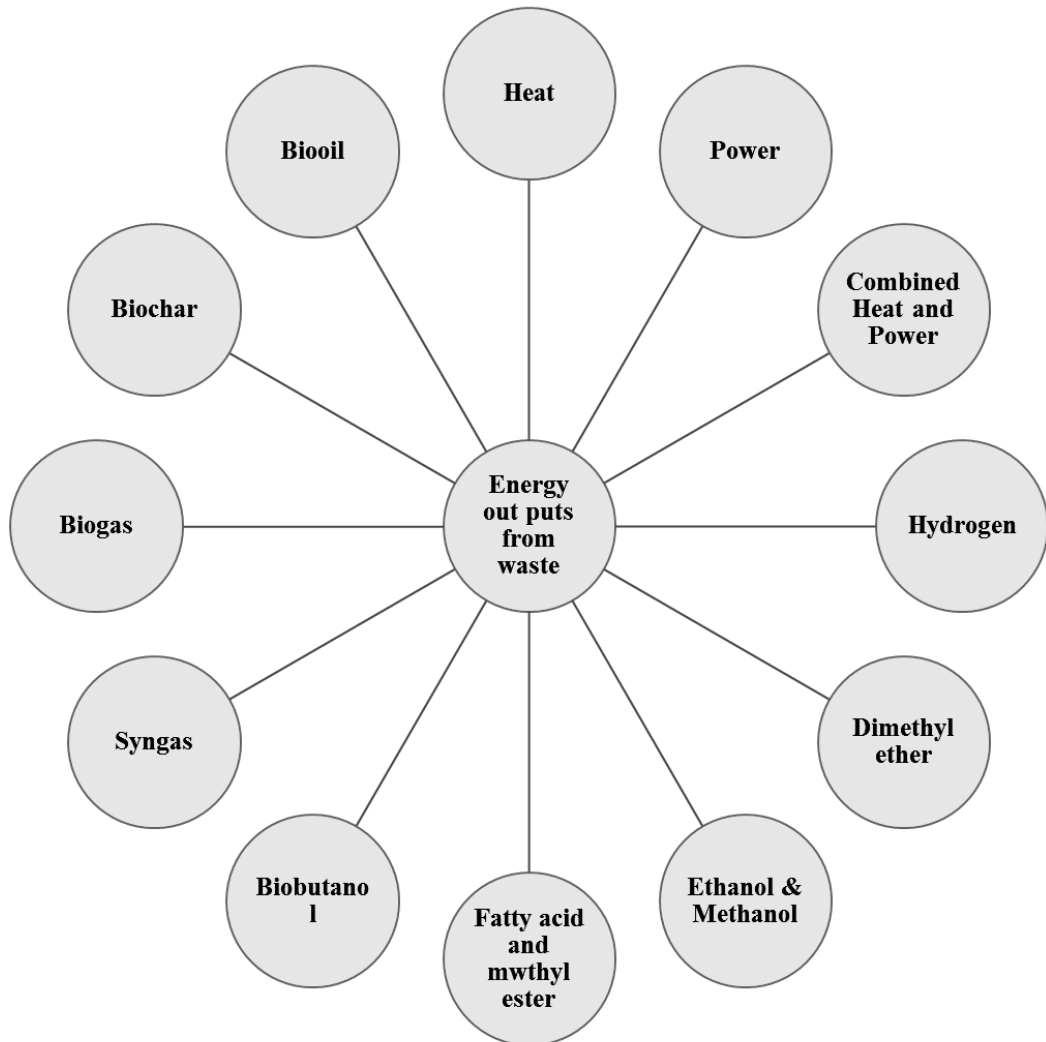 Heat
Power
Combined
Heat and
Power
Hydrogen
Dimethyl
ether
Ethanol &
Methanol
Fatty acid
and
mwthyl
ester
Biobutano
l
Syngas
Biogas
Biochar
Biooil
Energy
out puts
from
waste